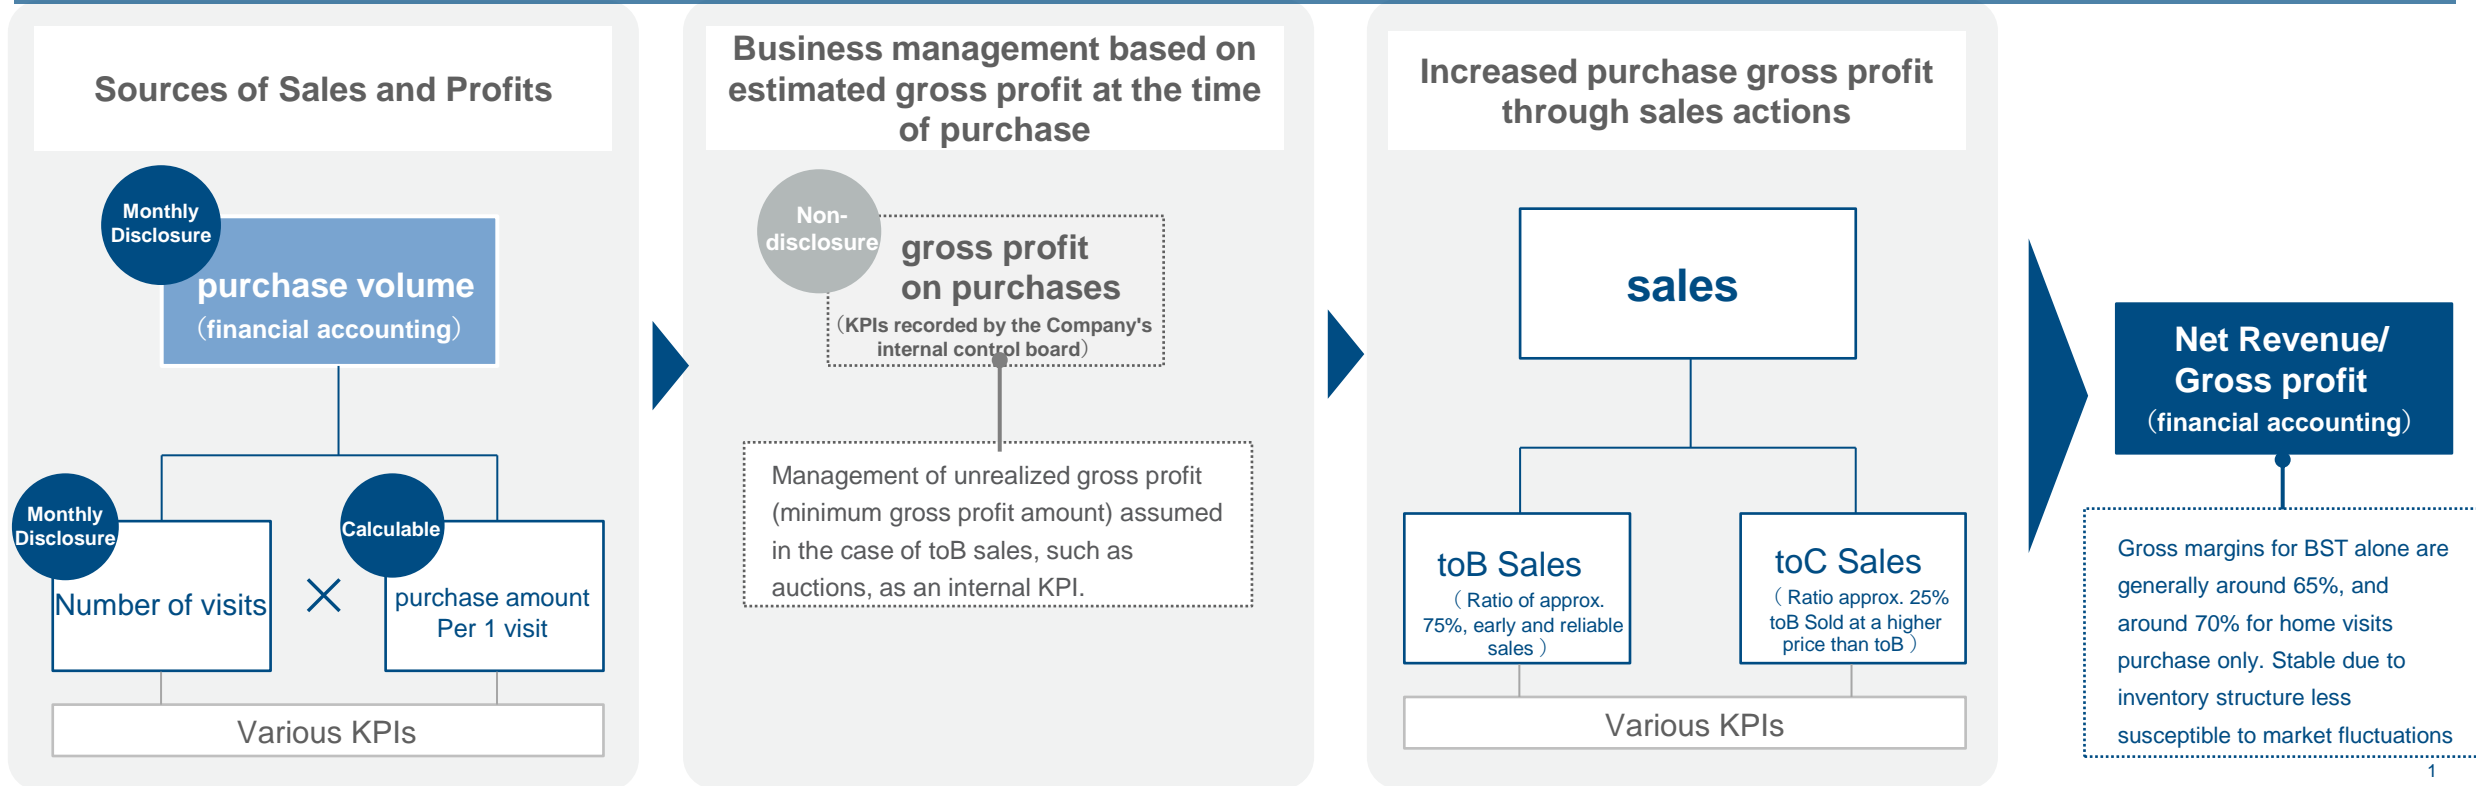 Sources of Sales and Profits
Monthly
Disclosure
purchase volume
（financial accounting）
Monthly
Disclosure
Number of visits
×
Calculable
purchase amount
Per 1 visit
Various KPIs
Business management based on
estimated gross profit at the time
of purchase
Non-
disclosure
gross profit
on purchases
（KPIs recorded by the Company's
internal control board）
Management of unrealized gross profit
(minimum gross profit amount) assumed
in the case of toB sales, such as
auctions, as an internal KPI.
Increased purchase gross profit
through sales actions
sales
toB Sales
（ Ratio of approx.
75%, early and reliable
sales ）
toC Sales
（ Ratio approx. 25%
toB Sold at a higher
price than toB ）
Various KPIs
Net Revenue/
Gross profit
（financial accounting）
Gross margins for BST alone are
generally around 65%, and
around 70% for home visits
purchase only. Stable due to
inventory structure less
susceptible to market fluctuations
1